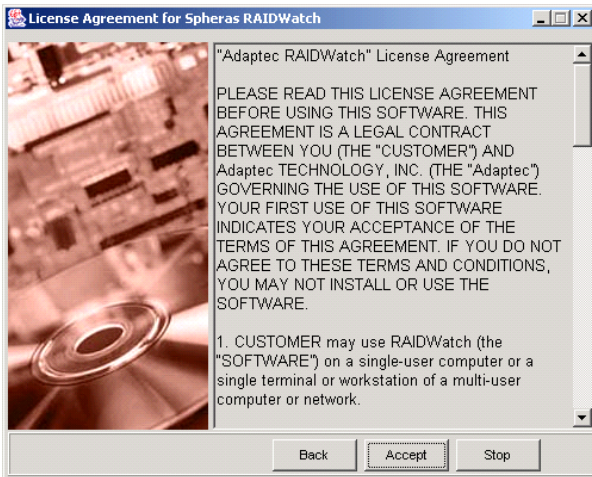 License Agreement for Spheras RAIDWatch
"Adaptec RAIDWatch" License Agreement
PLEASE READ THIS LICENSE AGREEMENT
BEFORE USING THIS SOFTWARE. THIS
AGREEMENT IS A LEGAL CONTRACT
BETWEEN YOU (THE "CUSTOMER") AND
Adaptec TECHNOLOGY, INC. (THE "Adaptec")
GOVERNING THE USE OF THIS SOFTWARE.
YOUR FIRST USE OF THIS SOFTWARE
INDICATES YOUR ACCEPTANCE OF THE
TERMS OF THIS AGREEMENT. IF YOU DO NOT
AGREE TO THESE TERMS AND CONDITIONS,
YOU MAY NOT INSTALL OR USE THE
SOFTWARE.
1. CUSTOMER may use RAIDWatch (the
"SOFTWARE") on a single-user computer or a
single terminal or workstation of a multi-user
computer or network.
Back Accept Stop